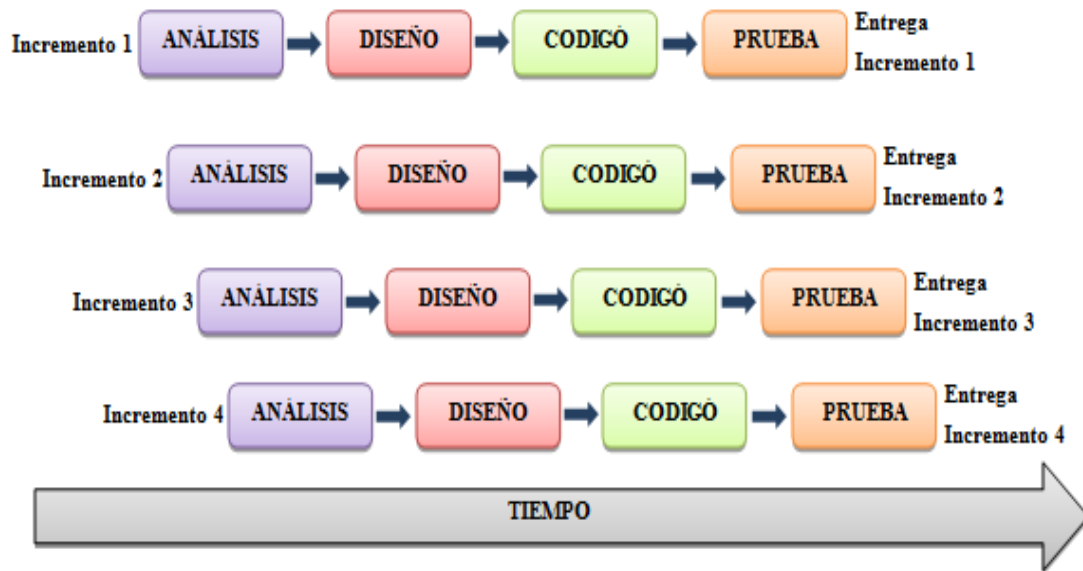 Incremento 1
ANÁLISIS
DISEÑO
CODIGÓ
PRUEBA
Entrega
Incremento 1
Incremento 2
ANÁLISIS
DISEÑO
CODIGÓ
PRUEBA
Entrega
Incremento 2
Incremento 3
ANÁLISIS
DISEÑO
CODIGÓ
PRUEBA
Entrega
Incremento 3
Incremento 4
ANÁLISIS
DISEÑO
CODIGÓ
PRUEBA
Entrega
Incremento 4
TIEMPO